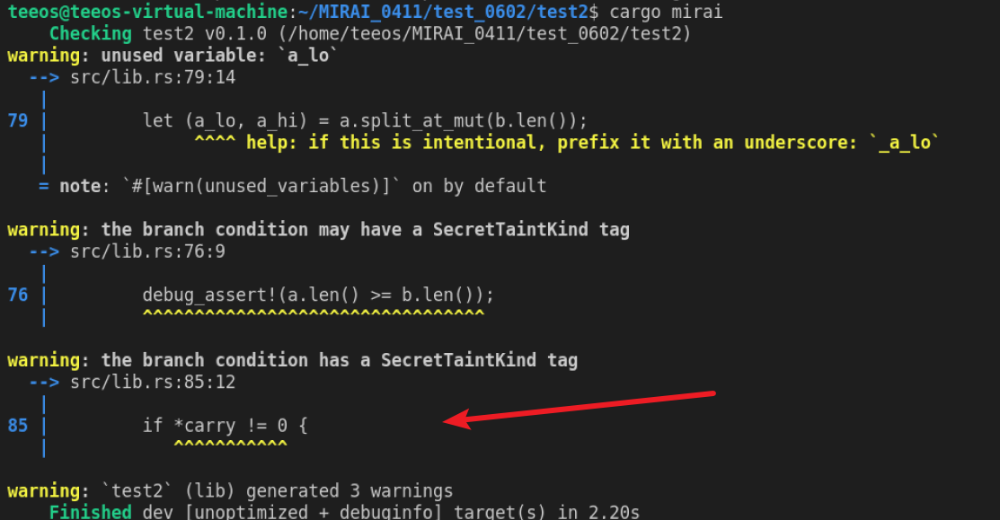 teeos@teeos-virtual-machine:~/MIRAI_0411/test_0602/test2$ cargo mirai
    Checking test2 v0.1.0 (/home/teeos/MIRAI_0411/test_0602/test2)
warning: unused variable: `a_lo`
  --> src/lib.rs:79:14
   |
79 |         let (a_lo, a_hi) = a.split_at_mut(b.len());
   |              ^^^^ help: if this is intentional, prefix it with an underscore: `_a_lo`
   |
   = note: `#[warn(unused_variables)]` on by default
warning: the branch condition may have a SecretTaintKind tag
  --> src/lib.rs:76:9
   |
76 |         debug_assert!(a.len() >= b.len());
   |         ^^^^^^^^^^^^^^^^^^^^^^^^^^^^^^^^^
warning: the branch condition has a SecretTaintKind tag
  --> src/lib.rs:85:12
   |
85 |         if *carry != 0 {
   |            ^^^^^^^^^^^
warning: `test2` (lib) generated 3 warnings
    Finished dev [unoptimized + debuginfo] target(s) in 2.20s